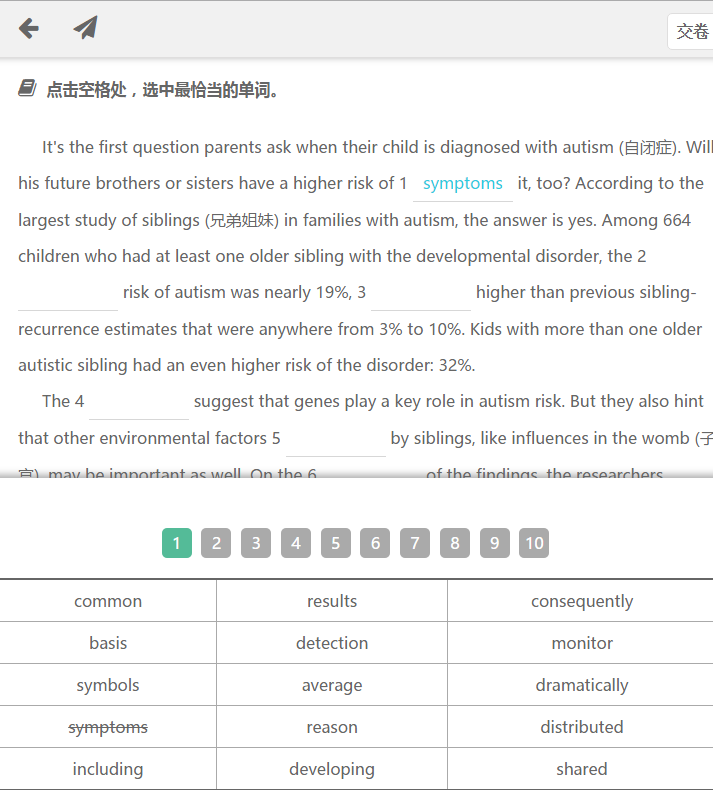 交卷
点击空格处，选中最恰当的单词。
It's the first question parents ask when their child is diagnosed with autism (自闭症). Will
his future brothers or sisters have a higher risk of 1 symptoms it, too? According to the
largest study of siblings (兄弟姐妹) in families with autism, the answer is yes. Among 664
children who had at least one older sibling with the developmental disorder, the 2
risk of autism was nearly 19%, 3 higher than previous sibling-
recurrence estimates that were anywhere from 3% to 10%. Kids with more than one older
autistic sibling had an even higher risk of the disorder: 32%.
The 4 suggest that genes play a key role in autism risk. But they also hint
that other environmental factors 5 by siblings, like influences in the womb (子
宫), may be important as well. On the 6 of the findings, the researchers
1 2 3 4 5 6 7 8 9 10
common results consequently
basis detection monitor
symbols average dramatically
symptoms reason distributed
including developing shared